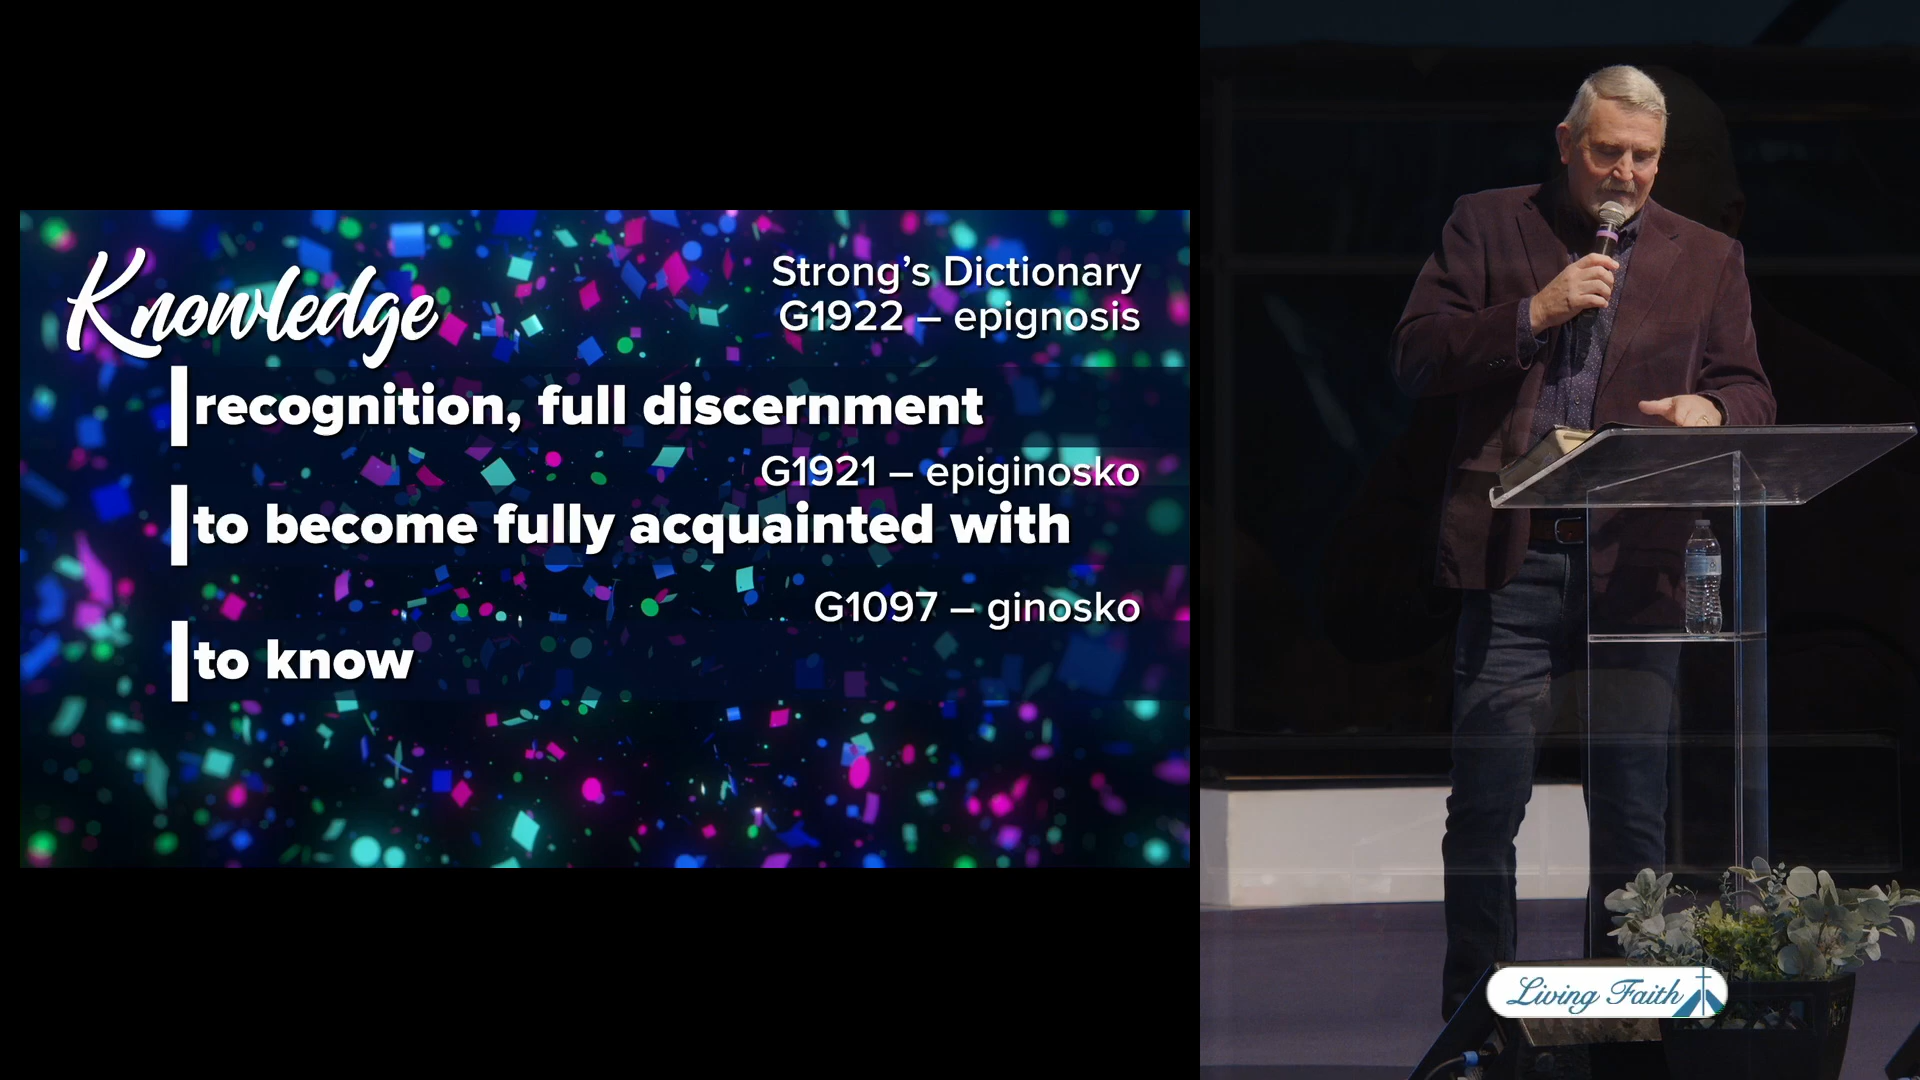 Knowledge
Strong’s Dictionary
G1922 – epignosis
recognition, full discernment
G1921 – epiginosko
to become fully acquainted with
G1097 – ginosko
to know
Living Faith